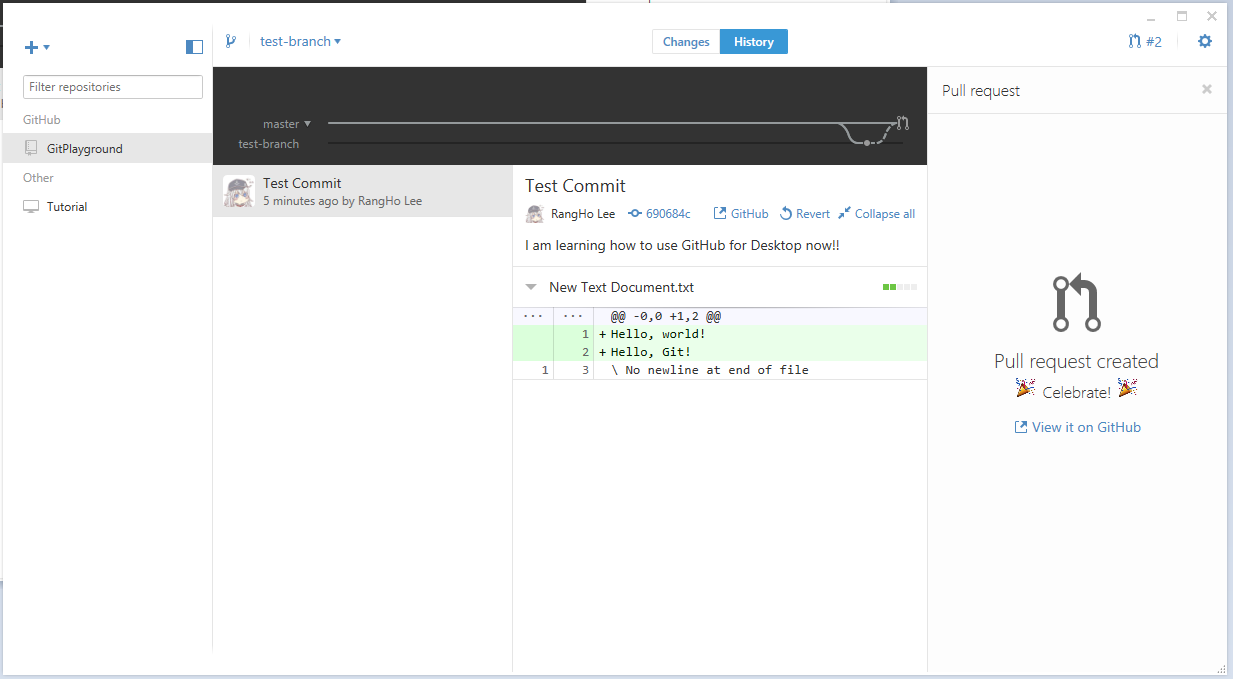 test-branch
Changes
History
#2
Filter repositories
GitHub
GitPlayground
Other
Tutorial
master
test-branch
Test Commit
5 minutes ago by RangHo Lee
Test Commit
RangHo Lee 690684c GitHub Revert Collapse all
I am learning how to use GitHub for Desktop now!!
New Text Document.txt
... ... @@ -0,0 +1,2 @@
1 +Hello, world!
2 +Hello, Git!
1 3 \ No newline at end of file
Pull request
Pull request created
Celebrate!
View it on GitHub